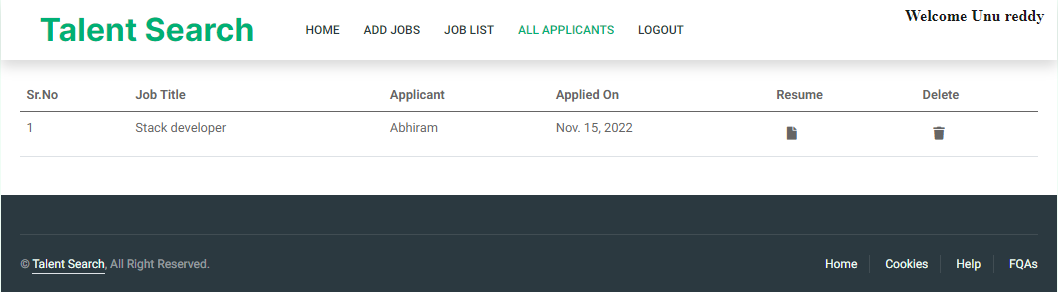 Talent Search HOME ADD JOBS JOB LIST ALL APPLICANTS LOGOUT Welcome Unu reddy
Sr.No Job Title Applicant Applied On Resume Delete
1 Stack developer Abhiram Nov. 15, 2022
© Talent Search, All Right Reserved. Home Cookies Help FQAs